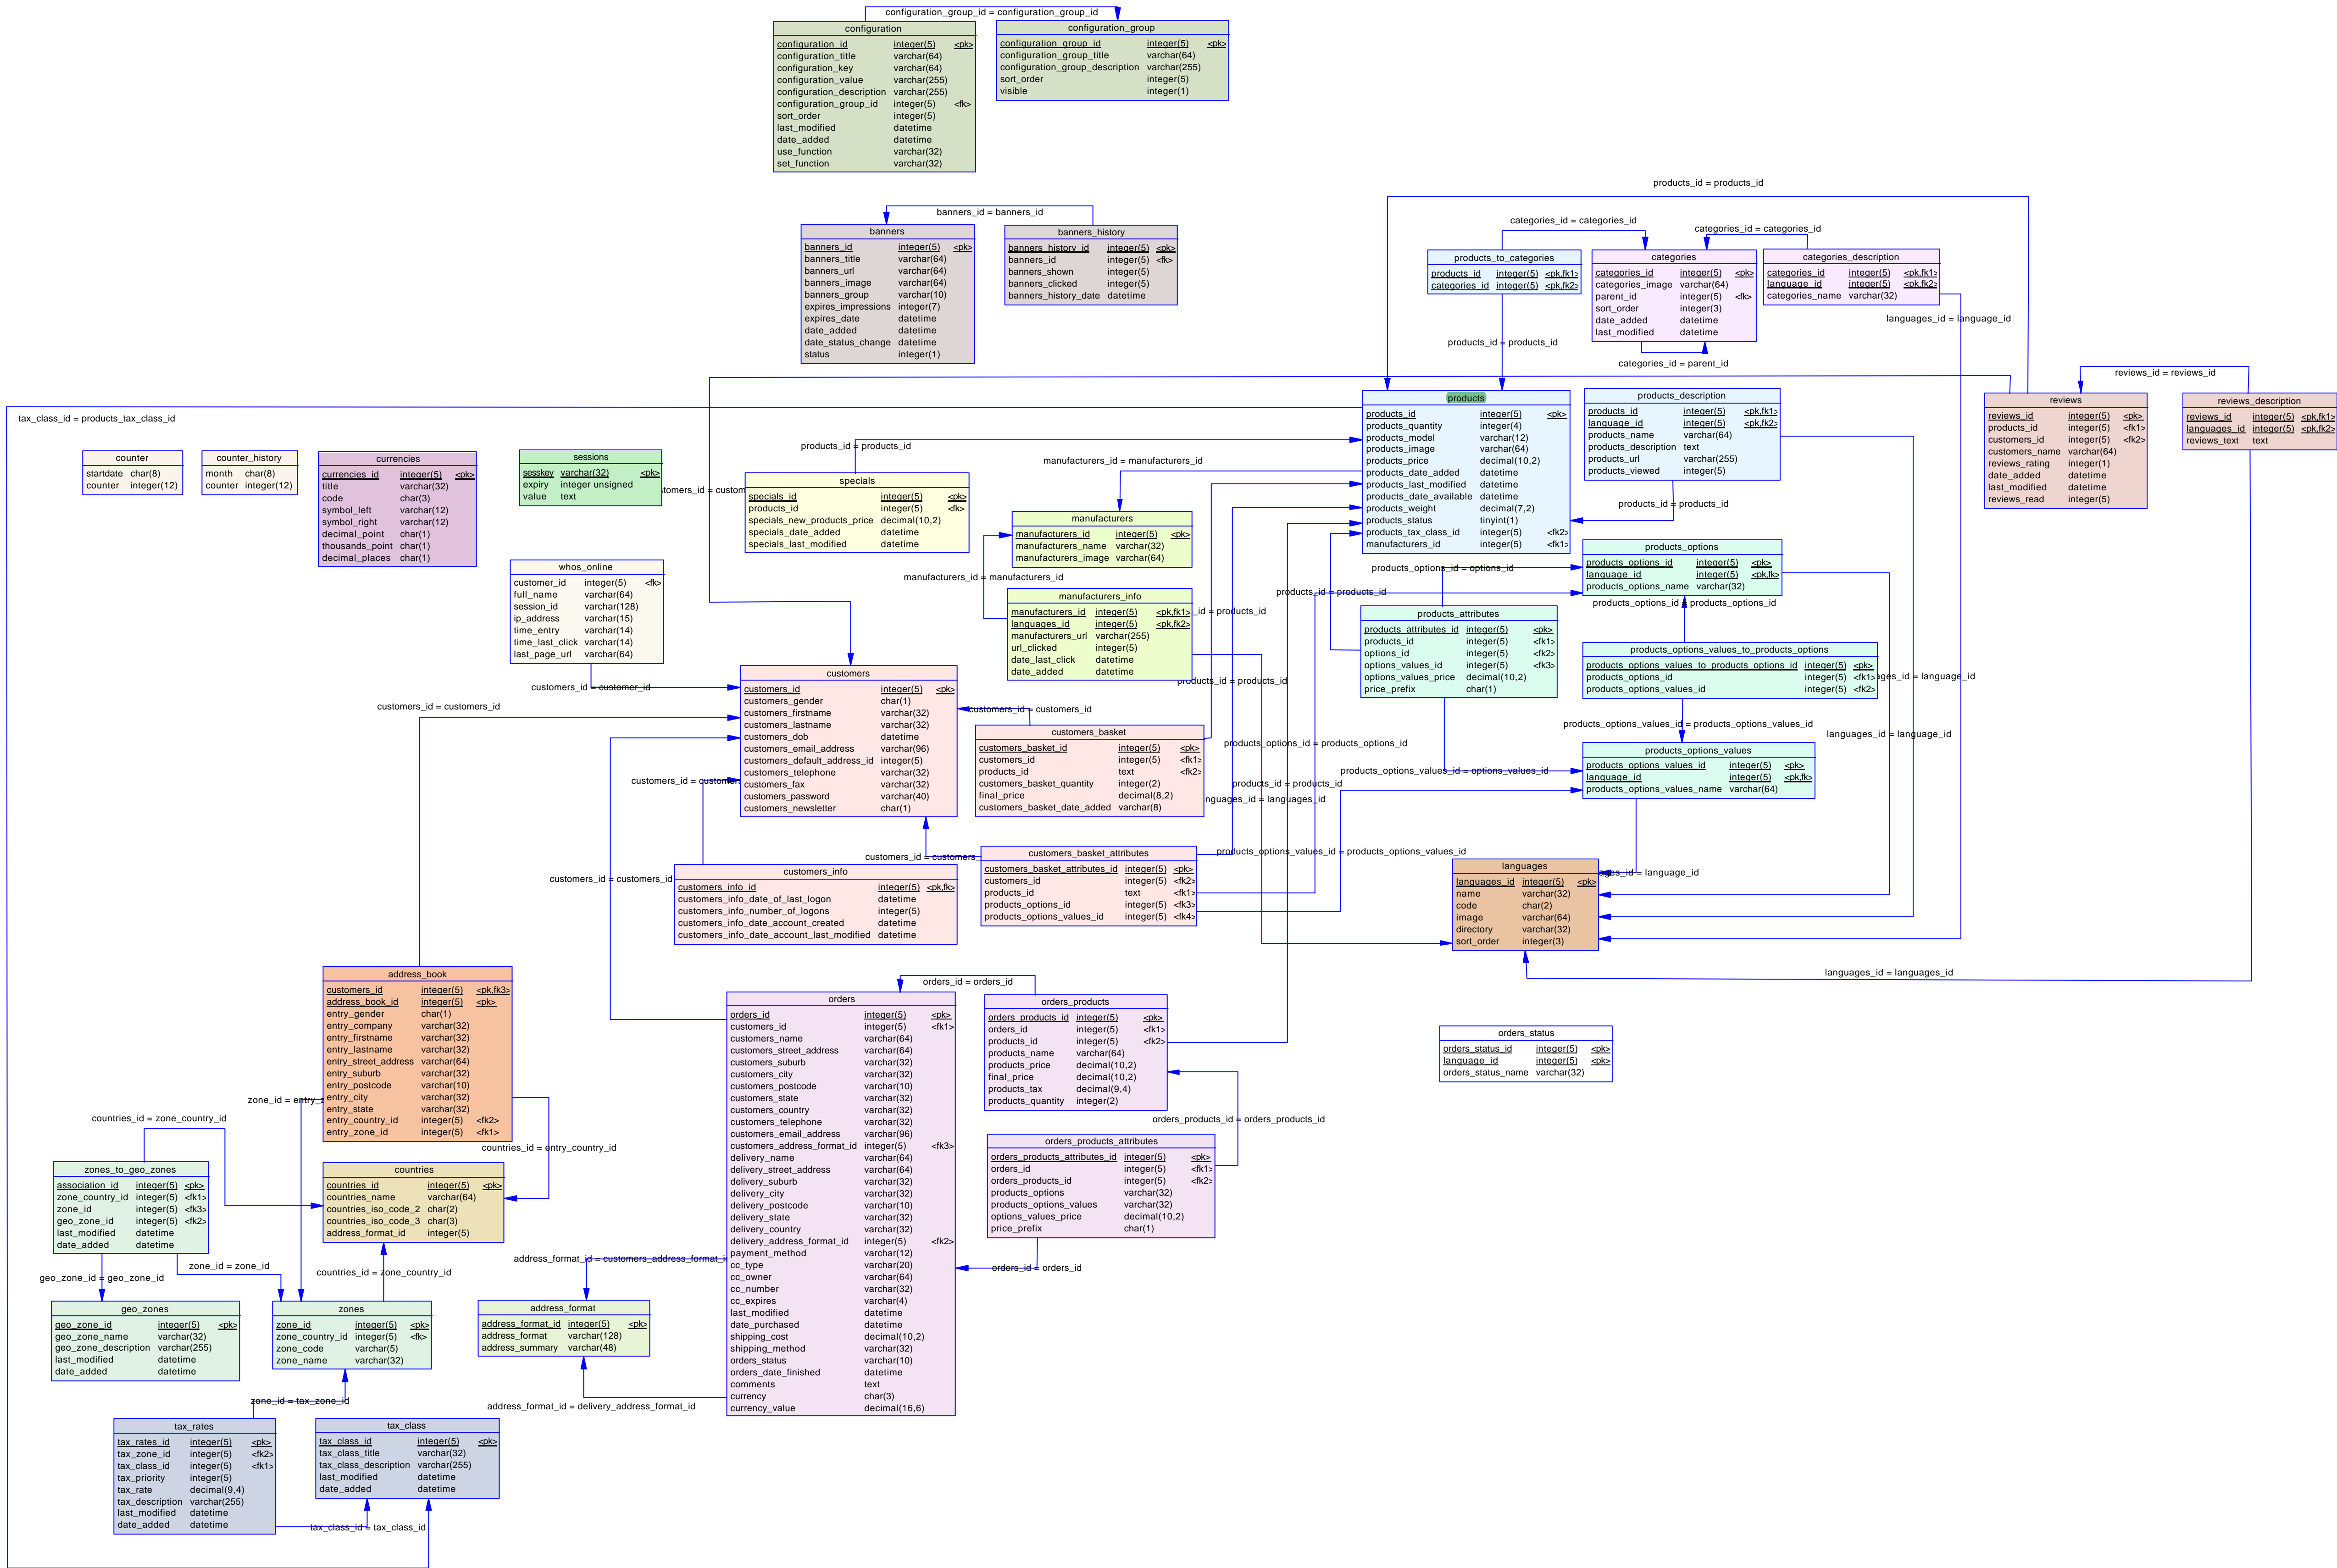 configuration_group_id = configuration_group_id
configuration
configuration_id integer(5) <pk>
configuration_title varchar(64)
configuration_key varchar(64)
configuration_value varchar(255)
configuration_description varchar(255)
configuration_group_id integer(5) <fk>
sort_order integer(5)
last_modified datetime
date_added datetime
use_function varchar(32)
set_function varchar(32)
configuration_group
configuration_group_id integer(5) <pk>
configuration_group_title varchar(64)
configuration_group_description varchar(255)
sort_order integer(5)
visible integer(1)
banners_id = banners_id
banners
banners_id integer(5) <pk>
banners_title varchar(64)
banners_url varchar(64)
banners_image varchar(64)
banners_group varchar(10)
expires_impressions integer(7)
expires_date datetime
date_added datetime
date_status_change datetime
status integer(1)
banners_history
banners_history_id integer(5) <pk>
banners_id integer(5) <fk>
banners_shown integer(5)
banners_clicked integer(5)
banners_history_date datetime
products_id = products_id
categories_id = categories_id
categories_id = categories_id
products_to_categories
products_id integer(5) <pk,fk1>
categories_id integer(5) <pk,fk2>
categories
categories_id integer(5) <pk>
categories_image varchar(64)
parent_id integer(5) <fk>
sort_order integer(3)
date_added datetime
last_modified datetime
categories_description
categories_id integer(5) <pk,fk1>
language_id integer(5) <pk,fk2>
categories_name varchar(32)
languages_id = language_id
products_id = products_id
categories_id = parent_id
reviews_id = reviews_id
tax_class_id = products_tax_class_id
products
products_id integer(5) <pk>
products_quantity integer(4)
products_model varchar(12)
products_image varchar(64)
products_price decimal(10,2)
products_date_added datetime
products_last_modified datetime
products_date_available datetime
products_weight decimal(7,2)
products_status tinyint(1)
products_tax_class_id integer(5) <fk2>
manufacturers_id integer(5) <fk1>
products_description
products_id integer(5) <pk,fk1>
language_id integer(5) <pk,fk2>
products_name varchar(64)
products_description text
products_url varchar(255)
products_viewed integer(5)
products_id = products_id
reviews
reviews_id integer(5) <pk>
products_id integer(5) <fk1>
customers_id integer(5) <fk2>
customers_name varchar(64)
reviews_rating integer(1)
date_added datetime
last_modified datetime
reviews_read integer(5)
reviews_description
reviews_id integer(5) <pk,fk1>
languages_id integer(5) <pk,fk2>
reviews_text text
counter
startdate char(8)
counter integer(12)
counter_history
month char(8)
counter integer(12)
currencies
currencies_id integer(5) <pk>
title varchar(32)
code char(3)
symbol_left varchar(12)
symbol_right varchar(12)
decimal_point char(1)
thousands_point char(1)
decimal_places char(1)
sessions
sesskey varchar(32) <pk>
expiry integer unsigned
value text
stomers_id = custom
products_id = products_id
manufacturers_id = manufacturers_id
specials
specials_id integer(5) <pk>
products_id integer(5) <fk>
specials_new_products_price decimal(10,2)
specials_date_added datetime
specials_last_modified datetime
manufacturers
manufacturers_id integer(5) <pk>
manufacturers_name varchar(32)
manufacturers_image varchar(64)
manufacturers_id = manufacturers_id
manufacturers_info
manufacturers_id integer(5) <pk,fk1>
languages_id integer(5) <pk,fk2>
manufacturers_url varchar(255)
url_clicked integer(5)
date_last_click datetime
date_added datetime
_id = products_id
products_id = products_id
whos_online
customer_id integer(5) <fk>
full_name varchar(64)
session_id varchar(128)
ip_address varchar(15)
time_entry varchar(14)
time_last_click varchar(14)
last_page_url varchar(64)
customers_id = customer_id
products_options_id = options_id
products_id = products_id
products_options
products_options_id integer(5) <pk>
language_id integer(5) <pk,fk>
products_options_name varchar(32)
products_options_id = products_options_id
products_attributes
products_attributes_id integer(5) <pk>
products_id integer(5) <fk1>
options_id integer(5) <fk2>
options_values_id integer(5) <fk3>
options_values_price decimal(10,2)
price_prefix char(1)
products_options_values_to_products_options
products_options_values_to_products_options_id integer(5) <pk>
products_options_id integer(5) <fk1>
products_options_values_id integer(5) <fk2>
ges_id = language_id
products_options_values_id = products_options_values_id
languages_id = language_id
products_options_values
products_options_values_id integer(5) <pk>
language_id integer(5) <pk,fk>
products_options_values_name varchar(64)
products_options_values_id = options_values_id
customers_id = customers_id
customers
customers_id integer(5) <pk>
customers_gender char(1)
customers_firstname varchar(32)
customers_lastname varchar(32)
customers_dob datetime
customers_email_address varchar(96)
customers_default_address_id integer(5)
customers_telephone varchar(32)
customers_fax varchar(32)
customers_password varchar(40)
customers_newsletter char(1)
customers_id = customers_id
customers_basket
customers_basket_id integer(5) <pk>
customers_id integer(5) <fk1>
products_id text <fk2>
customers_basket_quantity integer(2)
final_price decimal(8,2)
customers_basket_date_added varchar(8)
products_options_id = products_options_id
products_id = products_id
nguages_id = languages_id
customers_id = custome
customers_id = customers_
products_options_values_id = products_options_values_id
customers_id = customers_id
customers_info
customers_info_id integer(5) <pk,fk>
customers_info_date_of_last_logon datetime
customers_info_number_of_logons integer(5)
customers_info_date_account_created datetime
customers_info_date_account_last_modified datetime
customers_basket_attributes
customers_basket_attributes_id integer(5) <pk>
customers_id integer(5) <fk2>
products_id text <fk1>
products_options_id integer(5) <fk3>
products_options_values_id integer(5) <fk4>
languages
languages_id integer(5) <pk>
name varchar(32)
code char(2)
image varchar(64)
directory varchar(32)
sort_order integer(3)
ges_id = language_id
languages_id = languages_id
address_book
customers_id integer(5) <pk,fk3>
address_book_id integer(5) <pk>
entry_gender char(1)
entry_company varchar(32)
entry_firstname varchar(32)
entry_lastname varchar(32)
entry_street_address varchar(64)
entry_suburb varchar(32)
entry_postcode varchar(10)
entry_city varchar(32)
entry_state varchar(32)
entry_country_id integer(5) <fk2>
entry_zone_id integer(5) <fk1>
zone_id = entry_z
countries_id = zone_country_id
countries_id = entry_country_id
orders_id = orders_id
orders
orders_id integer(5) <pk>
customers_id integer(5) <fk1>
customers_name varchar(64)
customers_street_address varchar(64)
customers_suburb varchar(32)
customers_city varchar(32)
customers_postcode varchar(10)
customers_state varchar(32)
customers_country varchar(32)
customers_telephone varchar(32)
customers_email_address varchar(96)
customers_address_format_id integer(5) <fk3>
delivery_name varchar(64)
delivery_street_address varchar(64)
delivery_suburb varchar(32)
delivery_city varchar(32)
delivery_postcode varchar(10)
delivery_state varchar(32)
delivery_country varchar(32)
delivery_address_format_id integer(5) <fk2>
payment_method varchar(12)
cc_type varchar(20)
cc_owner varchar(64)
cc_number varchar(32)
cc_expires varchar(4)
last_modified datetime
date_purchased datetime
shipping_cost decimal(10,2)
shipping_method varchar(32)
orders_status varchar(10)
orders_date_finished datetime
comments text
currency char(3)
currency_value decimal(16,6)
orders_products
orders_products_id integer(5) <pk>
orders_id integer(5) <fk1>
products_id integer(5) <fk2>
products_name varchar(64)
products_price decimal(10,2)
final_price decimal(10,2)
products_tax decimal(9,4)
products_quantity integer(2)
orders_products_id = orders_products_id
orders_products_attributes
orders_products_attributes_id integer(5) <pk>
orders_id integer(5) <fk1>
orders_products_id integer(5) <fk2>
products_options varchar(32)
products_options_values varchar(32)
options_values_price decimal(10,2)
price_prefix char(1)
orders_id = orders_id
orders_status
orders_status_id integer(5) <pk>
language_id integer(5) <pk>
orders_status_name varchar(32)
zones_to_geo_zones
association_id integer(5) <pk>
zone_country_id integer(5) <fk1>
zone_id integer(5) <fk3>
geo_zone_id integer(5) <fk2>
last_modified datetime
date_added datetime
countries
countries_id integer(5) <pk>
countries_name varchar(64)
countries_iso_code_2 char(2)
countries_iso_code_3 char(3)
address_format_id integer(5)
zone_id = zone_id
geo_zone_id = geo_zone_id
countries_id = zone_country_id
address_format_id = customers_address_format_i
geo_zones
geo_zone_id integer(5) <pk>
geo_zone_name varchar(32)
geo_zone_description varchar(255)
last_modified datetime
date_added datetime
zones
zone_id integer(5) <pk>
zone_country_id integer(5) <fk>
zone_code varchar(5)
zone_name varchar(32)
address_format
address_format_id integer(5) <pk>
address_format varchar(128)
address_summary varchar(48)
zone_id = tax_zone_id
address_format_id = delivery_address_format_id
tax_rates
tax_rates_id integer(5) <pk>
tax_zone_id integer(5) <fk2>
tax_class_id integer(5) <fk1>
tax_priority integer(5)
tax_rate decimal(9,4)
tax_description varchar(255)
last_modified datetime
date_added datetime
tax_class
tax_class_id integer(5) <pk>
tax_class_title varchar(32)
tax_class_description varchar(255)
last_modified datetime
date_added datetime
tax_class_id = tax_class_id